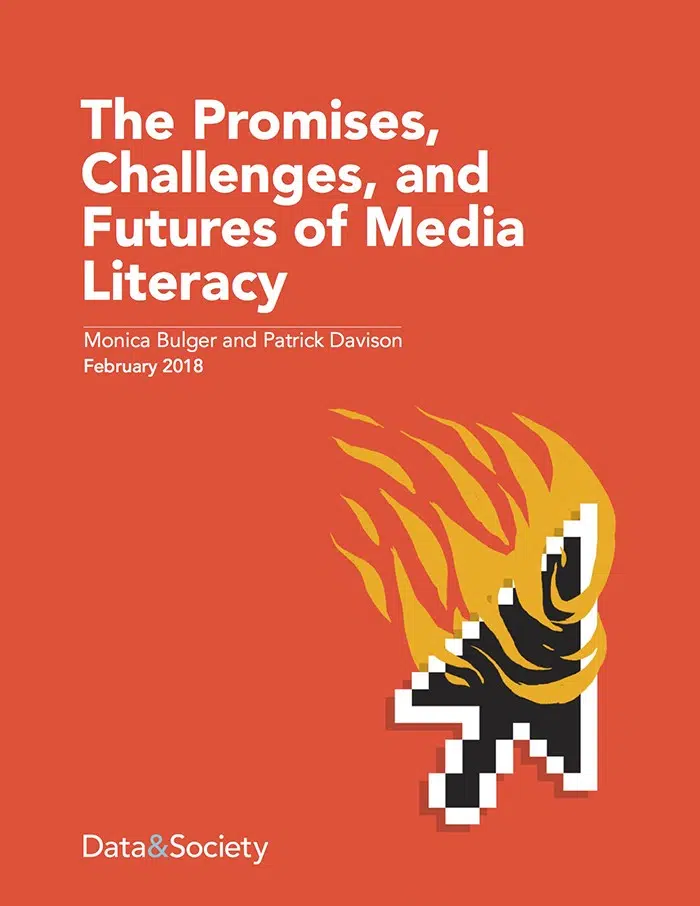 The Promises,
Challenges, and
Futures of Media
Literacy
Monica Bulger and Patrick Davison
February 2018
Data&Society